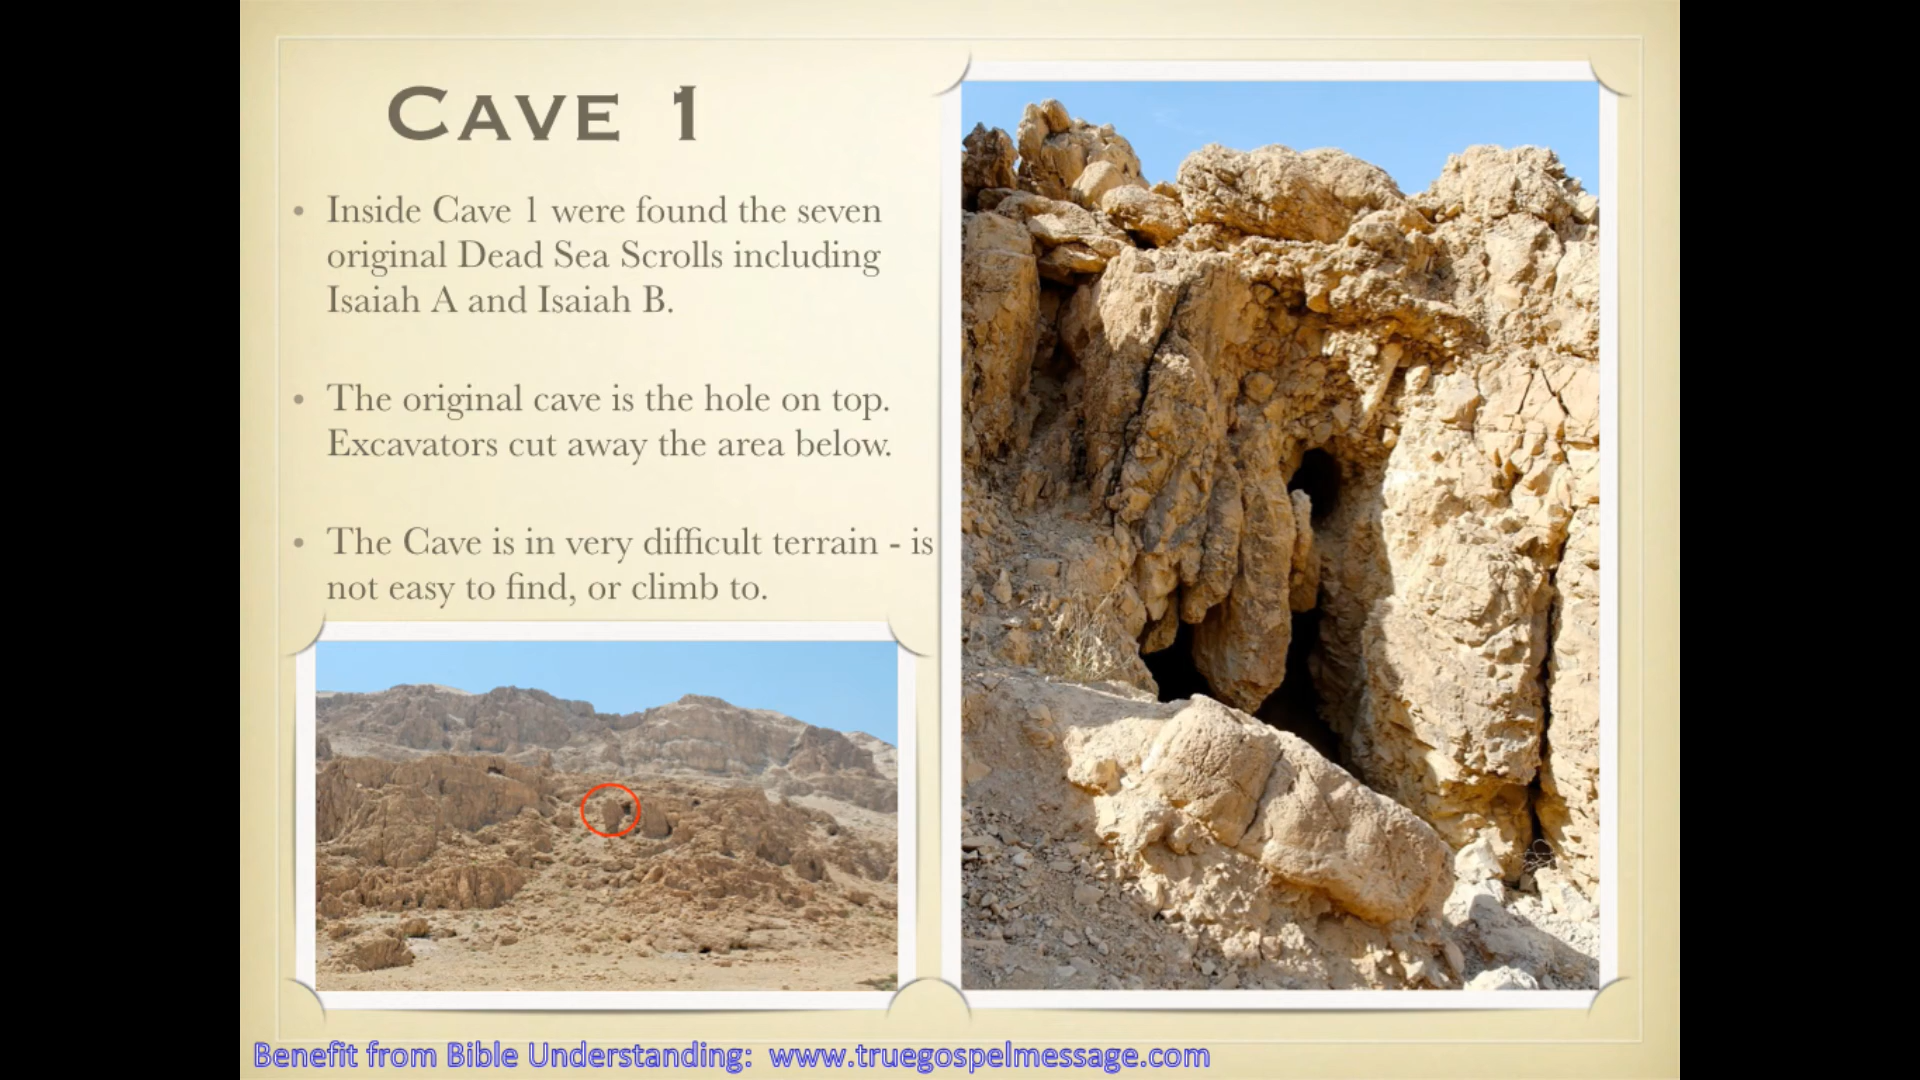 CAVE 1
• Inside Cave 1 were found the seven
original Dead Sea Scrolls including
Isaiah A and Isaiah B.
• The original cave is the hole on top.
Excavators cut away the area below.
• The Cave is in very difficult terrain - is
not easy to find, or climb to.
Benefit from Bible Understanding: www.truegospelmessage.com